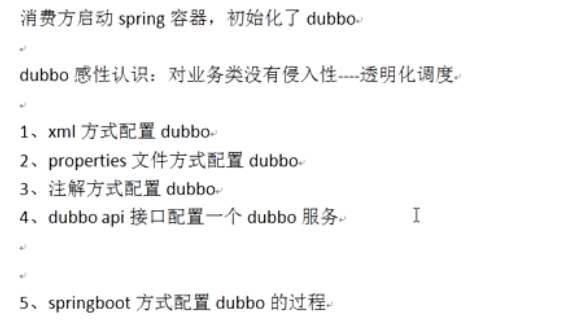 消费方启动 spring 容器，初始化了 dubbo
dubbo 感性认识：对业务类没有侵入性----透明化调度
1、xml 方式配置 dubbo
2、properties 文件方式配置 dubbo
3、注解方式配置 dubbo
4、dubbo api 接口配置一个 dubbo 服务
5、springboot 方式配置 dubbo 的过程